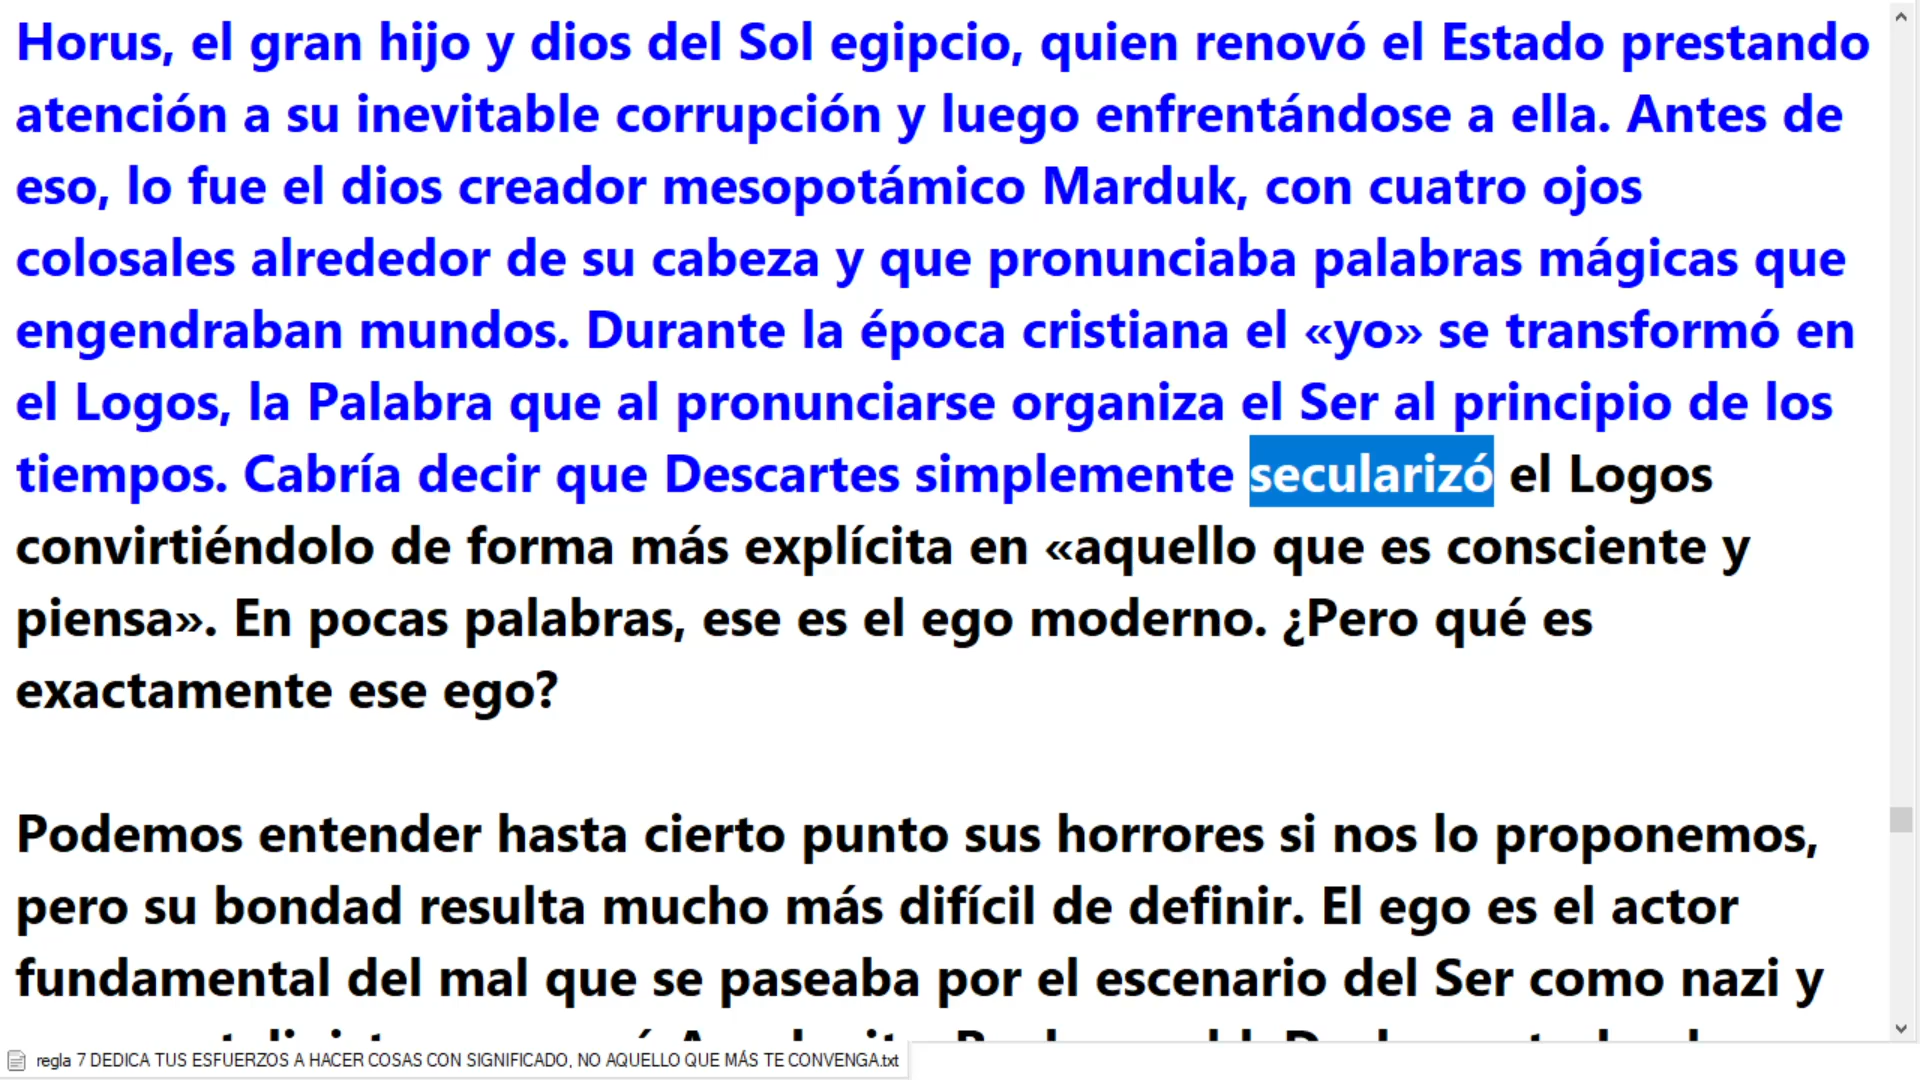 Horus, el gran hijo y dios del Sol egipcio, quien renovó el Estado prestando
atención a su inevitable corrupción y luego enfrentándose a ella. Antes de
eso, lo fue el dios creador mesopotámico Marduk, con cuatro ojos
colosales alrededor de su cabeza y que pronunciaba palabras mágicas que
engendraban mundos. Durante la época cristiana el «yo» se transformó en
el Logos, la Palabra que al pronunciarse organiza el Ser al principio de los
tiempos. Cabría decir que Descartes simplemente secularizó el Logos
convirtiéndolo de forma más explícita en «aquello que es consciente y
piensa». En pocas palabras, ese es el ego moderno. ¿Pero qué es
exactamente ese ego?
Podemos entender hasta cierto punto sus horrores si nos lo proponemos,
pero su bondad resulta mucho más difícil de definir. El ego es el actor
fundamental del mal que se paseaba por el escenario del Ser como nazi y
regla 7 DEDICA TUS ESFUERZOS A HACER COSAS CON SIGNIFICADO, NO AQUELLO QUE MÁS TE CONVENGA.txt